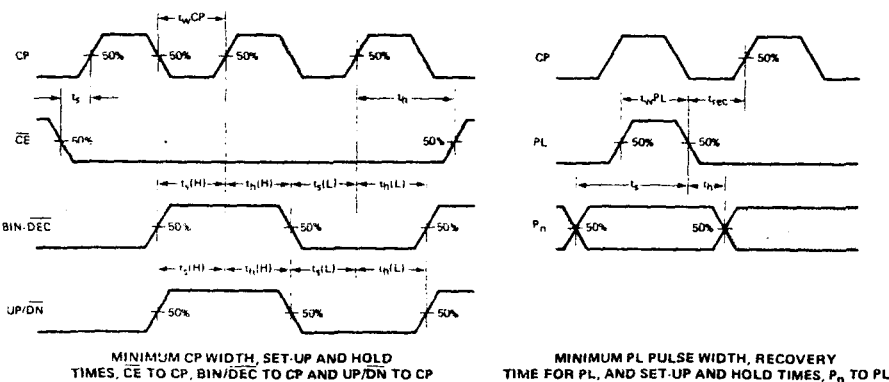 t_wCP
CP 50% 50% 50% 50%
t_s t_h
CE 50% 50%
t_s(H) t_h(H) t_s(L) t_h(L)
BIN-DEC 50% 50% 50%
t_s(H) t_h(H) t_s(L) t_h(L)
UP/DN 50% 50% 50%
MINIMUM CP WIDTH, SET-UP AND HOLD
TIMES, CE TO CP, BIN/DEC TO CP AND UP/DN TO CP
CP 50%
t_wPL t_rec
PL 50% 50%
t_s t_h
P_n 50% 50%
MINIMUM PL PULSE WIDTH, RECOVERY
TIME FOR PL, AND SET-UP AND HOLD TIMES, P_n TO PL